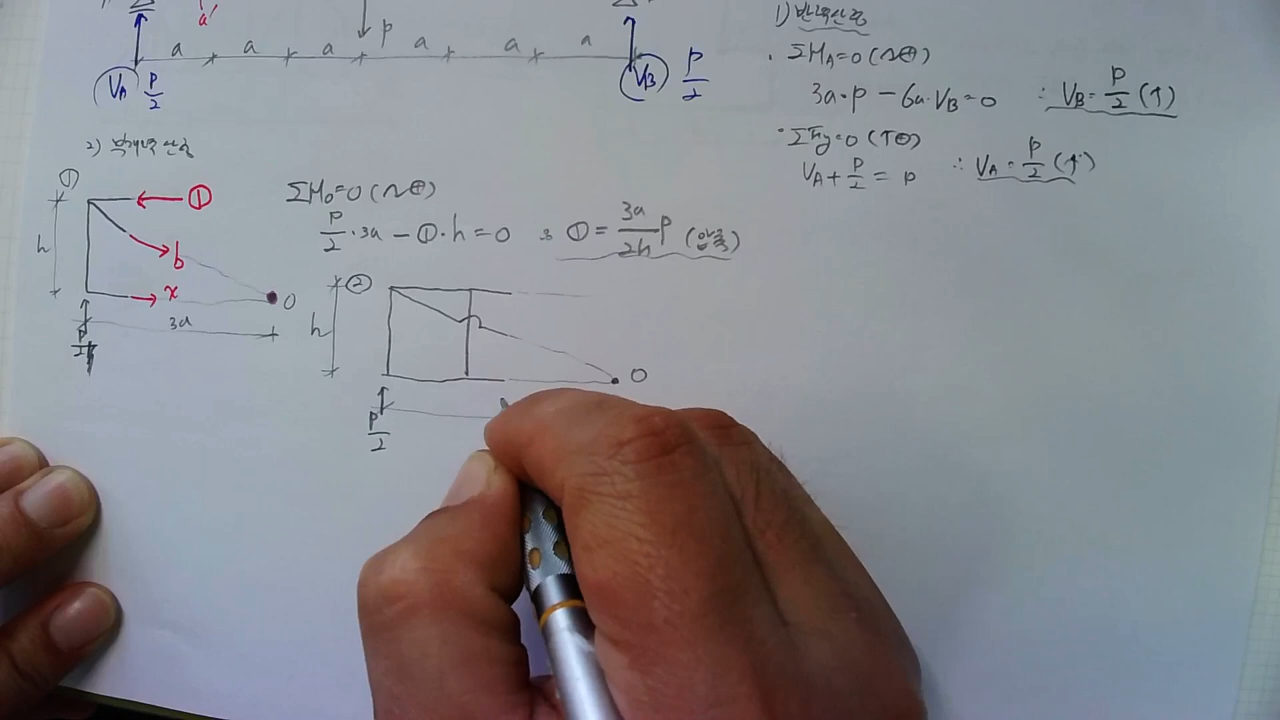 a'
P
a a a a a a
V_A P/2
V_B P/2
1) 반력산정
· ΣM_A=0 (↷⊕)
3a·P − 6a·V_B=0 ∴ V_B=P/2 (↑)
· ΣFy=0 (↑⊕)
V_A + P/2 = P ∴ V_A=P/2 (↑)
2) 부재력 산정
① ← ①
h
b
x O
3a
P/2
ΣM_O=0 (↷⊕)
P/2·3a − ①·h=0 ∴ ①=3a/2h P (압축)
②
h
O
P/2